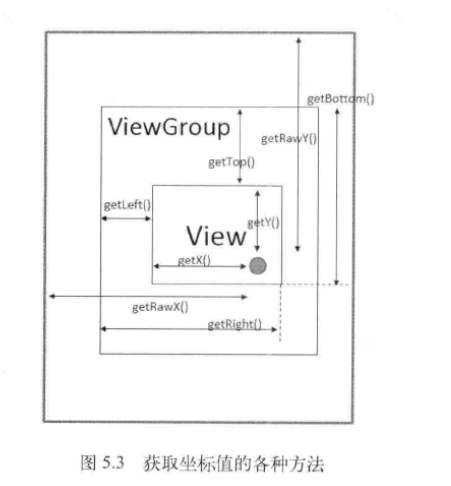 getBottom()
ViewGroup
getRawY()
getTop()
getLeft()
getY()
View
getX()
getRawX()
getRight()
图 5.3 获取坐标值的各种方法